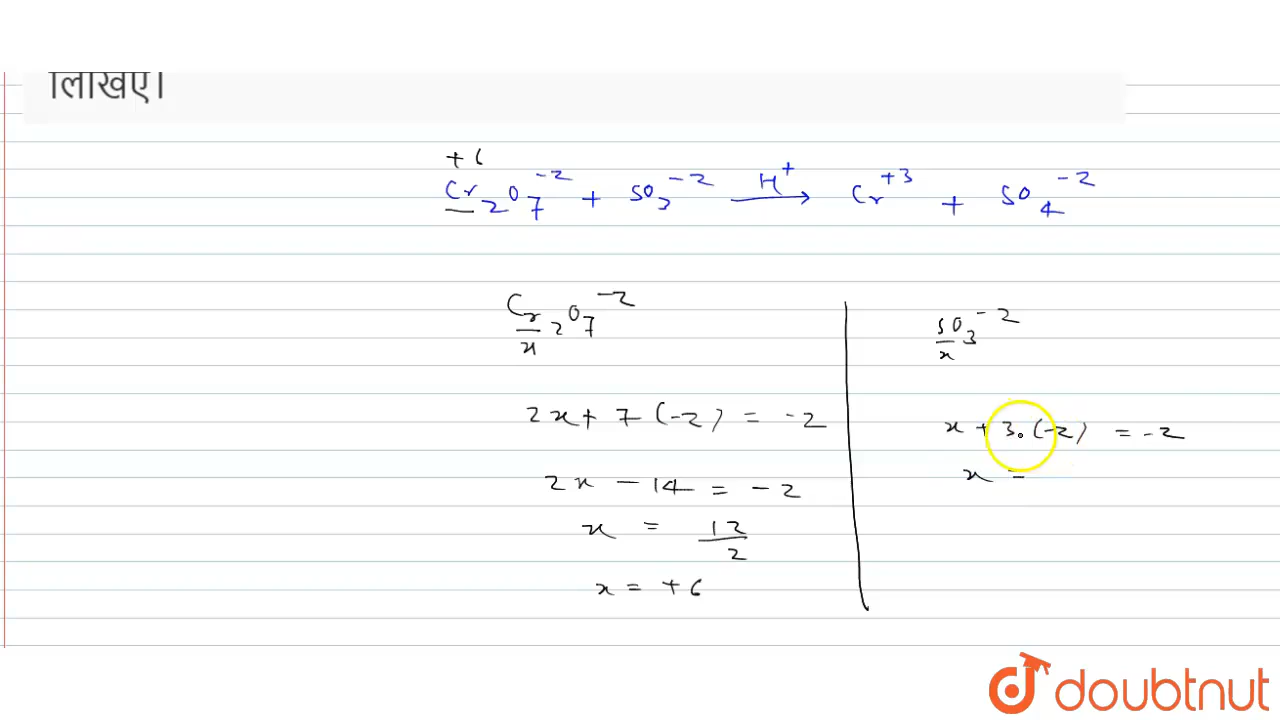 लिखिए।
+6
Cr₂O₇⁻² + SO₃⁻² H⁺ → Cr⁺³ + SO₄⁻²
Cr₂O₇⁻²
x
2x + 7(-2) = -2
2x - 14 = -2
x = 12/2
x = +6
SO₃⁻²
x
x + 3.(-2) = -2
x =
doubtnut